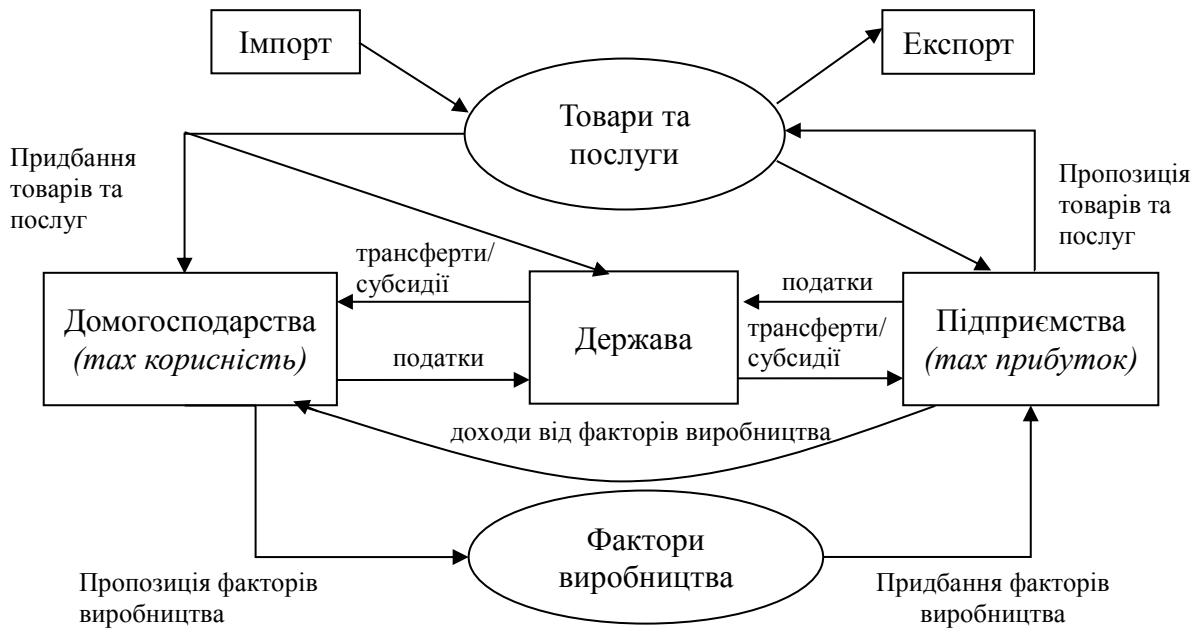 Імпорт
Експорт
Товари та
послуги
Придбання
товарів та
послуг
Пропозиція
товарів та
послуг
трансферти/
субсидії
податки
Домогосподарства
(max корисність)
Держава
Підприємства
(max прибуток)
податки
трансферти/
субсидії
доходи від факторів виробництва
Фактори
виробництва
Пропозиція факторів
виробництва
Придбання факторів
виробництва